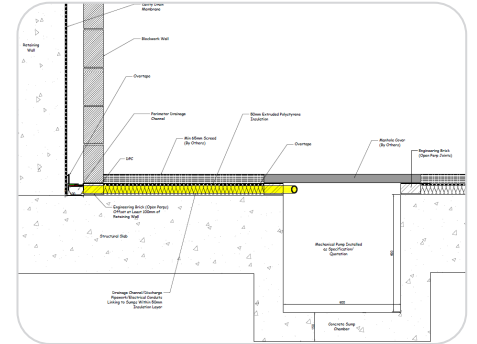 Cavity Drain
Membrane
Retaining
Wall
Blockwork Wall
Overtape
Perimeter Drainage
Channel
50mm Extruded Polystyrene
Insulation
Min 65mm Screed
(By Others)
Overtape
Manhole Cover
(By Others)
Engineering Brick
(Open Perp Joints)
DPC
Engineering Brick (Open Perps)
Offset at Least 100mm of
Retaining Wall
Structural Slab
Mechanical Pump Installed
as Specification/
Quotation
Drainage Channel/Discharge
Pipework/Electrical Conduits
Linking to Sumps Within 50mm
Insulation Layer
Concrete Sump
Chamber